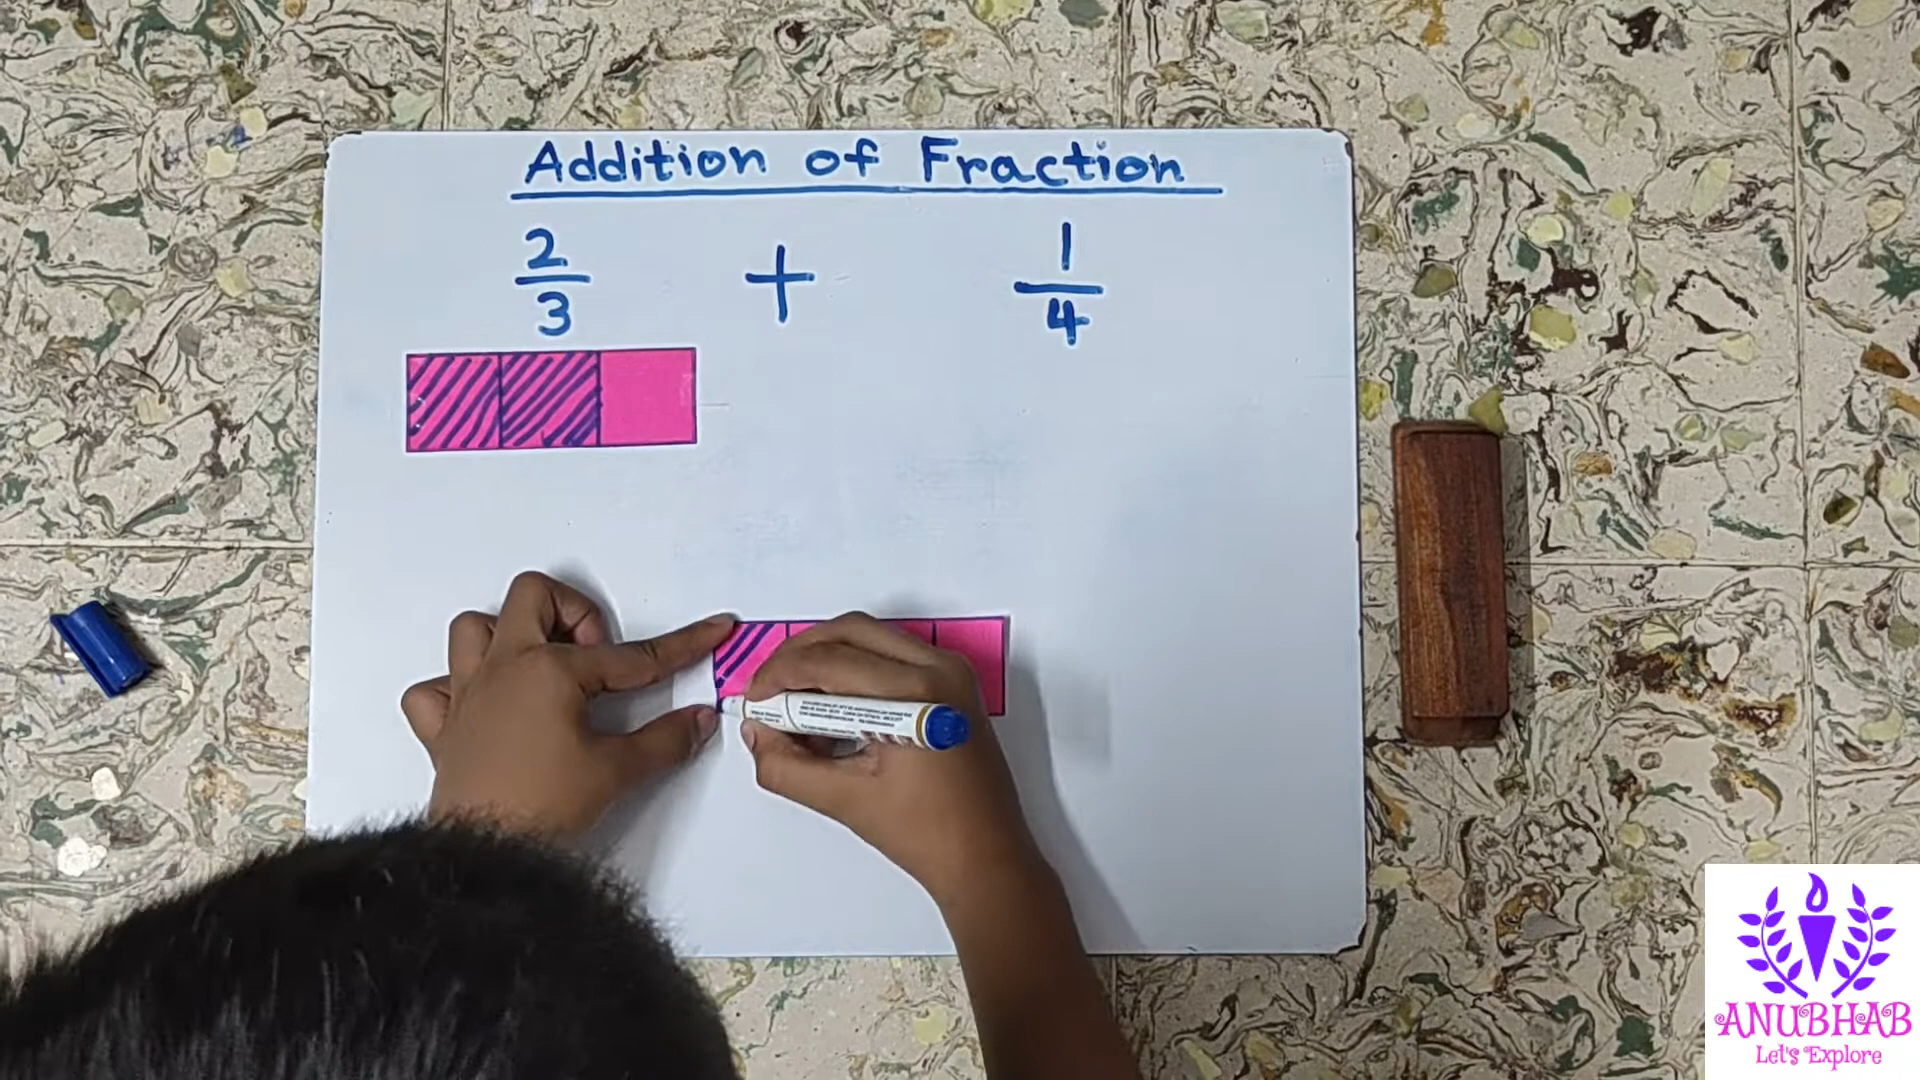 Addition of Fraction
2/3 + 1/4
ANUBHAB
Let's Explore